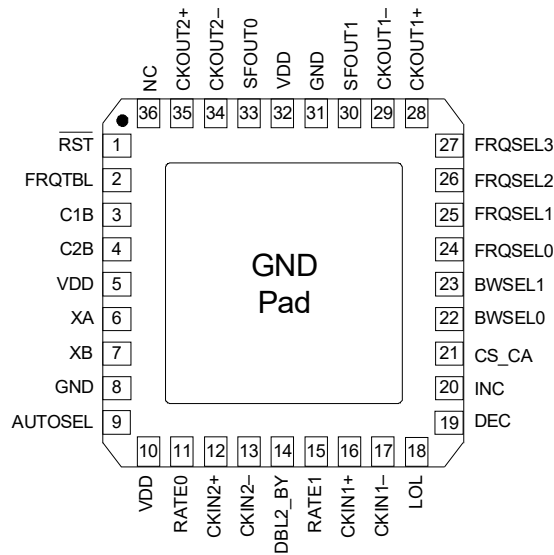 NC
CKOUT2+
CKOUT2–
SFOUT0
VDD
GND
SFOUT1
CKOUT1–
CKOUT1+
36
35
34
33
32
31
30
29
28
RST
1
27
FRQSEL3
FRQTBL
2
26
FRQSEL2
C1B
3
25
FRQSEL1
C2B
4
24
FRQSEL0
VDD
5
GND
Pad
23
BWSEL1
XA
6
22
BWSEL0
XB
7
21
CS_CA
GND
8
20
INC
AUTOSEL
9
19
DEC
10
11
12
13
14
15
16
17
18
VDD
RATE0
CKIN2+
CKIN2–
DBL2_BY
RATE1
CKIN1+
CKIN1–
LOL